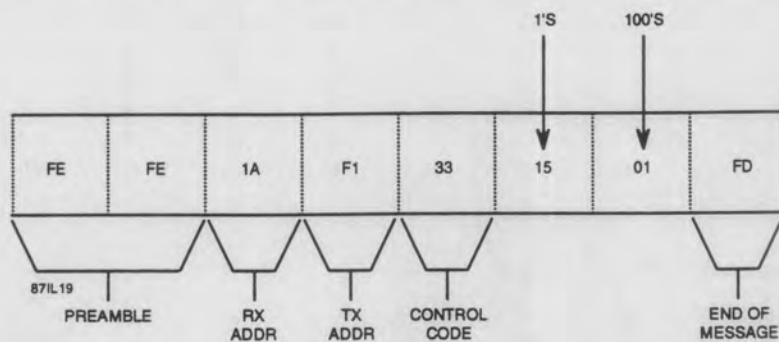 1'S 100'S
FE FE 1A F1 33 15 01 FD
87IL19
PREAMBLE RX ADDR TX ADDR CONTROL CODE END OF MESSAGE